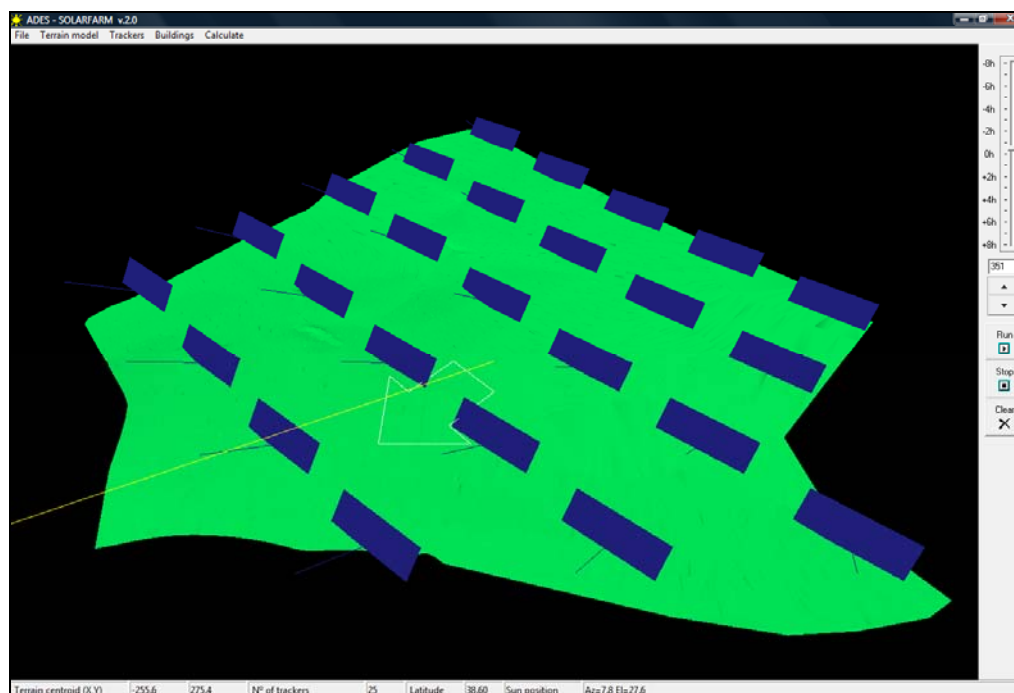 ADES - SOLARFARM v.2.0
File Terrain model Trackers Buildings Calculate
-8h
-6h
-4h
-2h
0h
+2h
+4h
+6h
+8h
351
Run
Stop
Clear
Terrain centroid (X,Y) -255.6 275.4 Nº of trackers 25 Latitude 38.60 Sun position Az=7.8 El=27.6